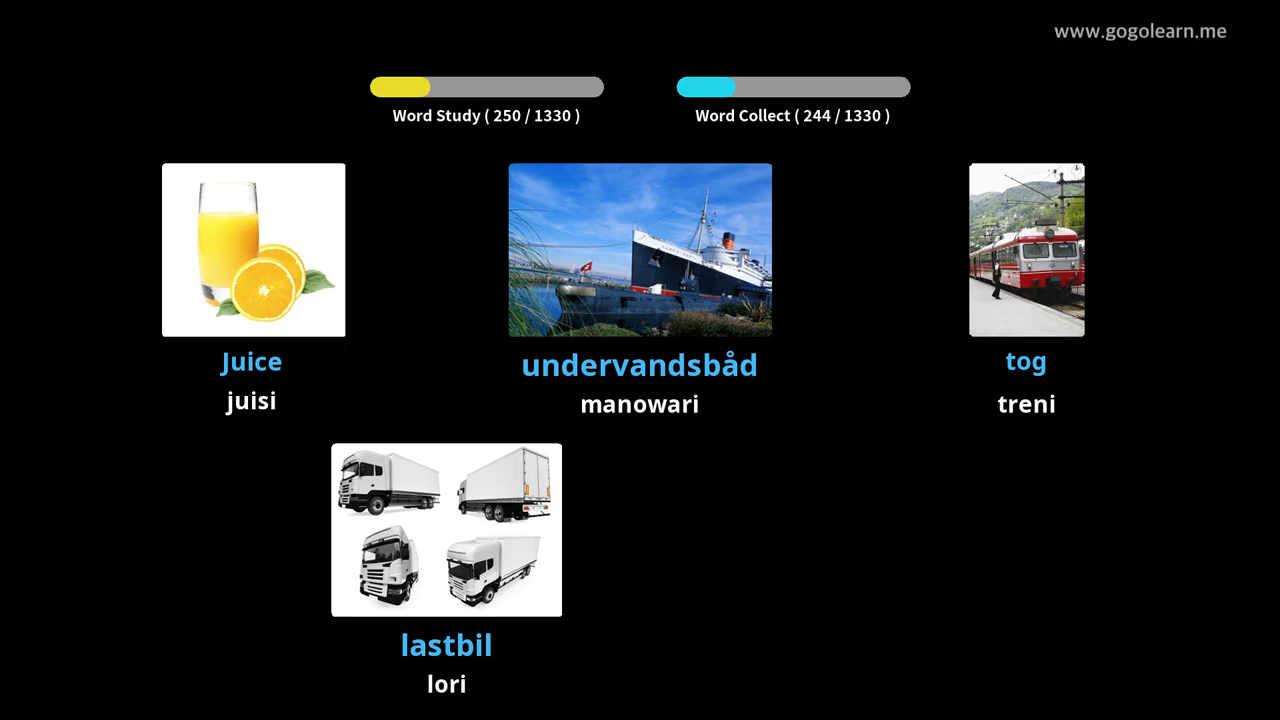 www.gogolearn.me
Word Study ( 250 / 1330 )
Word Collect ( 244 / 1330 )
Juice
juisi
undervandsbåd
manowari
tog
treni
lastbil
lori